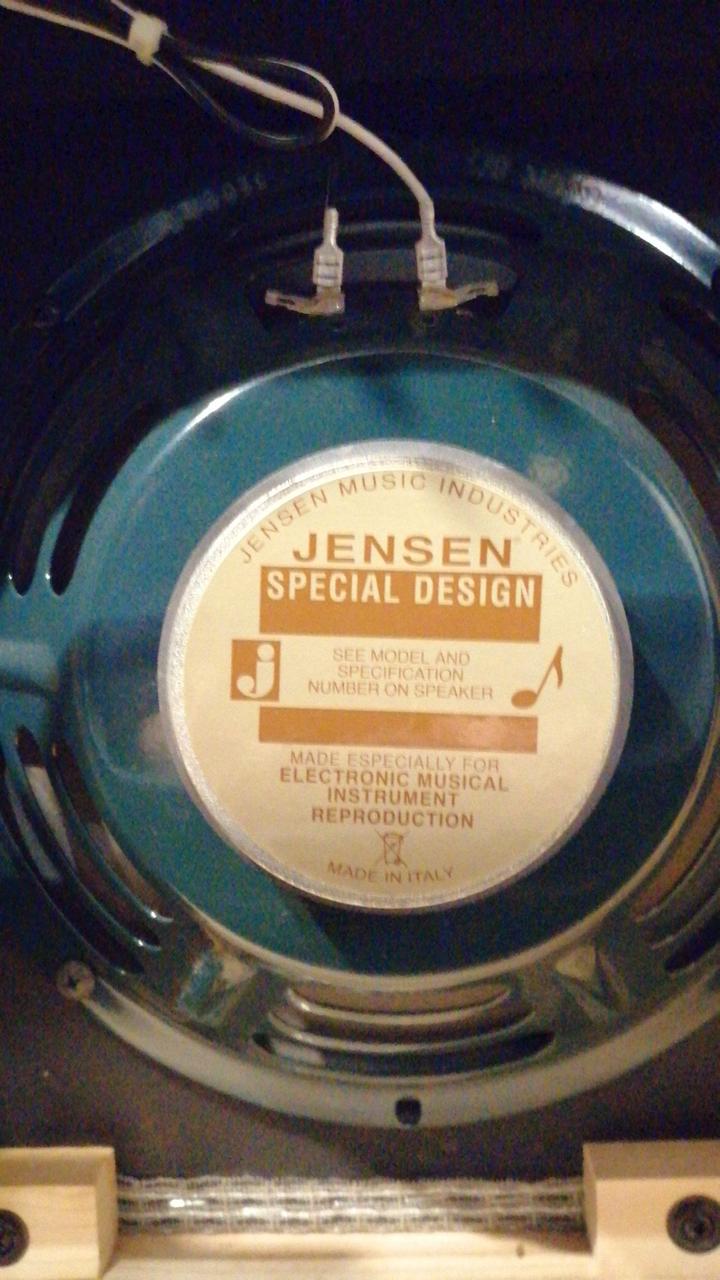 JENSEN MUSIC INDUSTRIES
JENSEN
SPECIAL DESIGN
SEE MODEL AND
SPECIFICATION
NUMBER ON SPEAKER
MADE ESPECIALLY FOR
ELECTRONIC MUSICAL
INSTRUMENT
REPRODUCTION
MADE IN ITALY